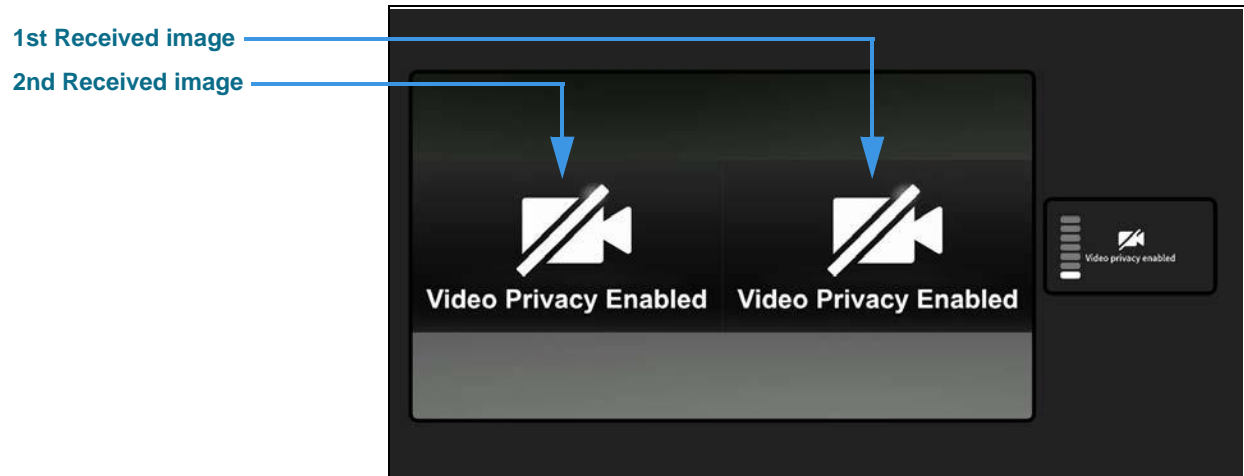 1st Received image
2nd Received image
Video Privacy Enabled
Video Privacy Enabled
Video privacy enabled